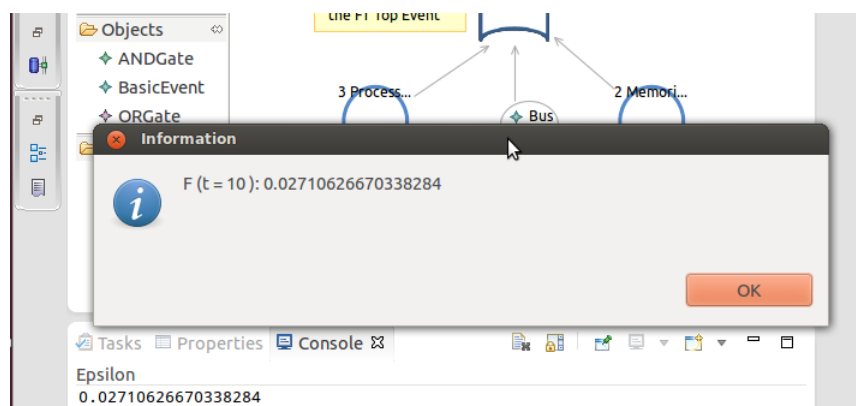 the FT Top Event
Objects
ANDGate
BasicEvent
ORGate
3 Process...
Bus
2 Memori...
Information
F (t = 10 ): 0.02710626670338284
OK
Tasks Properties Console
Epsilon
0.02710626670338284